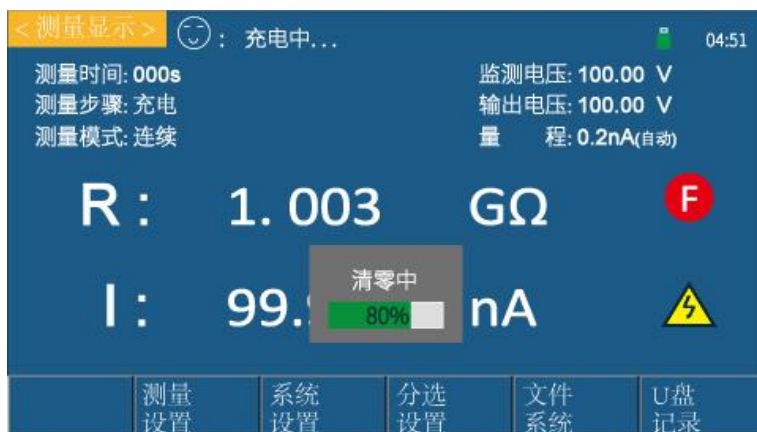 <测量显示> : 充电中... 04:51
测量时间: 000s 监测电压: 100.00 V
测量步骤: 充电 输出电压: 100.00 V
测量模式: 连续 量 程: 0.2nA(自动)
R: 1.003 GΩ F
清零中
I: 99. nA
80%
测量 系统 分选 文件 U盘
设置 设置 设置 系统 记录